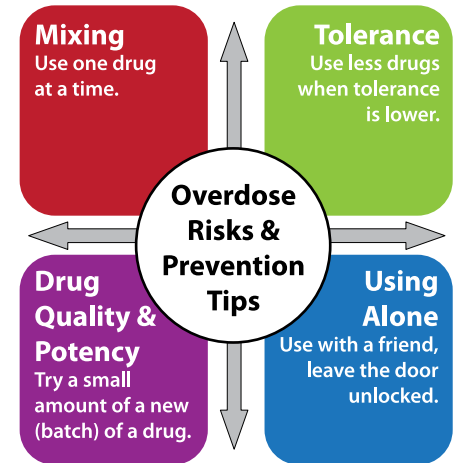 Mixing
Use one drug
at a time.
Tolerance
Use less drugs
when tolerance
is lower.
Overdose
Risks &
Prevention
Tips
Drug
Quality &
Potency
Try a small
amount of a new
(batch) of a drug.
Using
Alone
Use with a friend,
leave the door
unlocked.